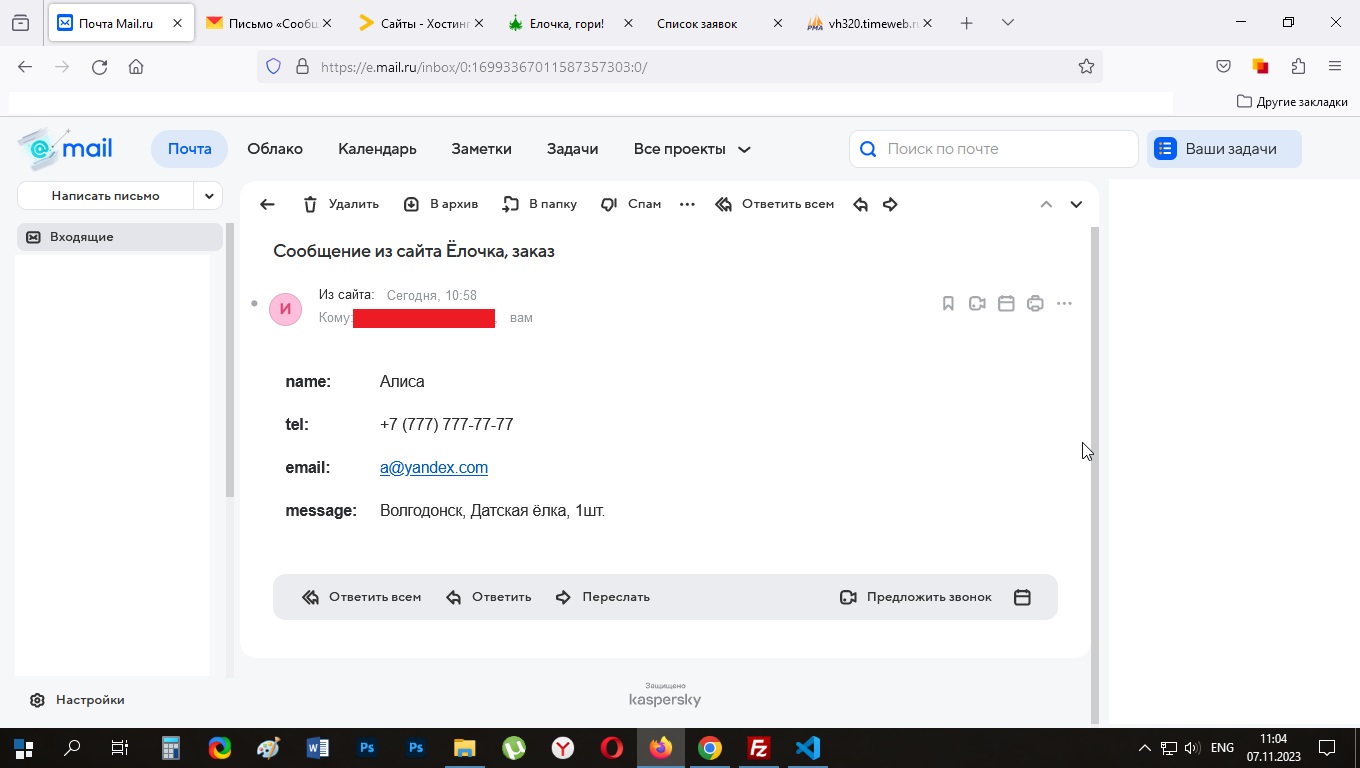 Почта Mail.ru
Письмо «Сообщ
Сайты - Хостинг
Елочка, гори!
Список заявок
vh320.timeweb.ru
https://e.mail.ru/inbox/0:16993367011587357303:0/
Другие закладки
@mail
Почта
Облако
Календарь
Заметки
Задачи
Все проекты
Поиск по почте
Ваши задачи
Написать письмо
Удалить
В архив
В папку
Спам
Ответить всем
Входящие
Сообщение из сайта Ёлочка, заказ
И
Из сайта: Сегодня, 10:58
Кому: , вам
name: Алиса
tel: +7 (777) 777-77-77
email: a@yandex.com
message: Волгодонск, Датская ёлка, 1шт.
Ответить всем
Ответить
Переслать
Предложить звонок
Защищено
kaspersky
Настройки
W
Ps
Ps
Y
Fz
ENG
11:04
07.11.2023